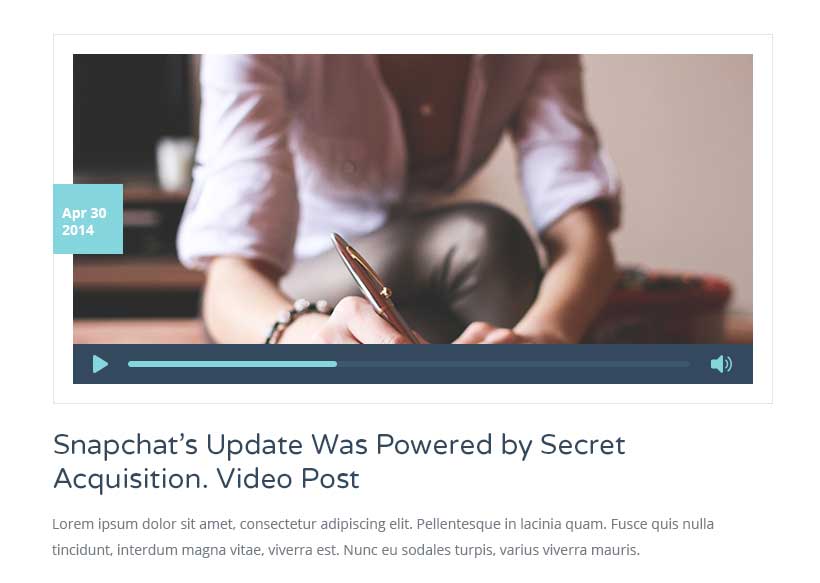 Apr 30
2014
Snapchat’s Update Was Powered by Secret
Acquisition. Video Post
Lorem ipsum dolor sit amet, consectetur adipiscing elit. Pellentesque in lacinia quam. Fusce quis nulla
tincidunt, interdum magna vitae, viverra est. Nunc eu sodales turpis, varius viverra mauris.